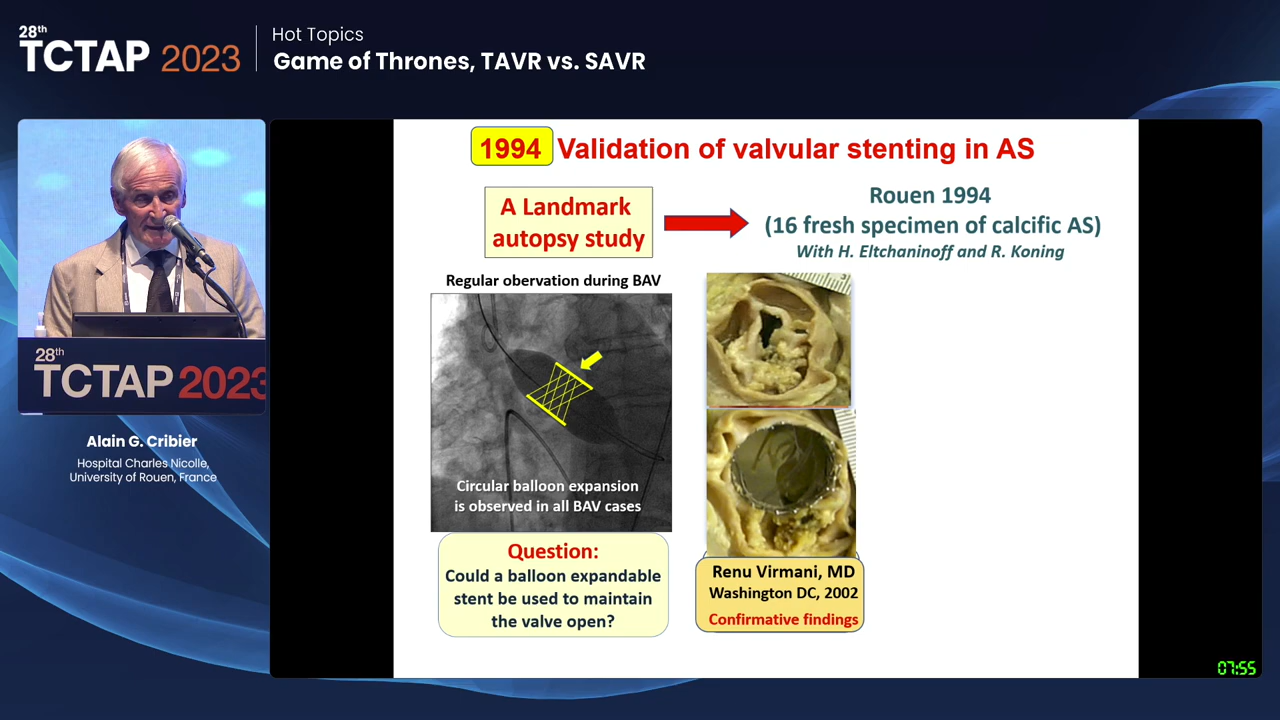 28th
TCTAP 2023
Hot Topics
Game of Thrones, TAVR vs. SAVR
28th
TCTAP 2023
Alain G. Cribier
Hospital Charles Nicolle,
University of Rouen, France
1994 Validation of valvular stenting in AS
A Landmark
autopsy study
Rouen 1994
(16 fresh specimen of calcific AS)
With H. Eltchaninoff and R. Koning
Regular obervation during BAV
Circular balloon expansion
is observed in all BAV cases
Question:
Could a balloon expandable
stent be used to maintain
the valve open?
Renu Virmani, MD
Washington DC, 2002
Confirmative findings
07:55